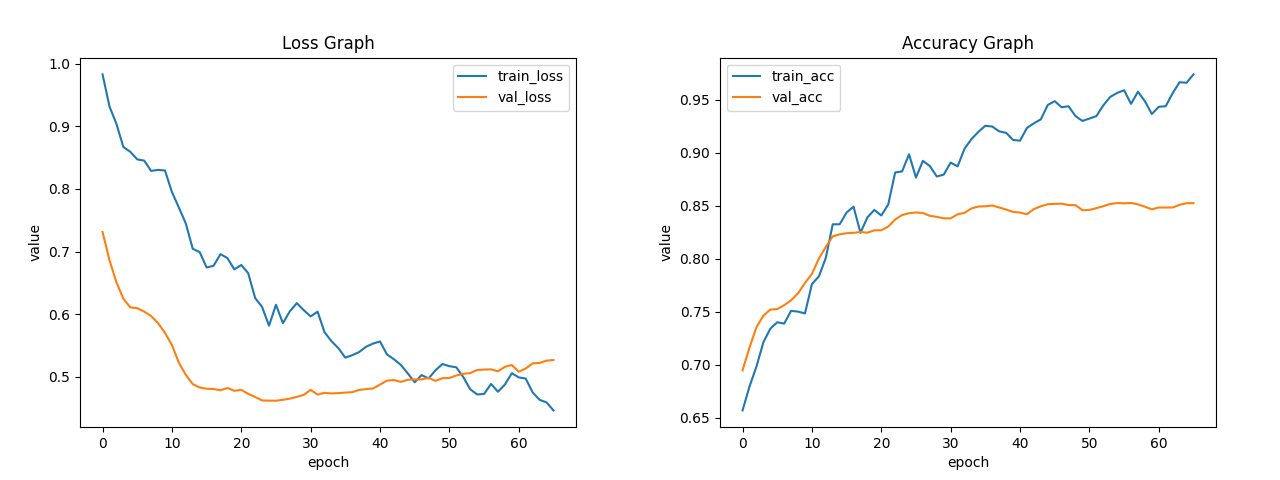 Loss Graph
1.0
0.9
0.8
0.7
0.6
0.5
value
train_loss
val_loss
0 10 20 30 40 50 60
epoch
Accuracy Graph
0.95
0.90
0.85
0.80
0.75
0.70
0.65
value
train_acc
val_acc
0 10 20 30 40 50 60
epoch